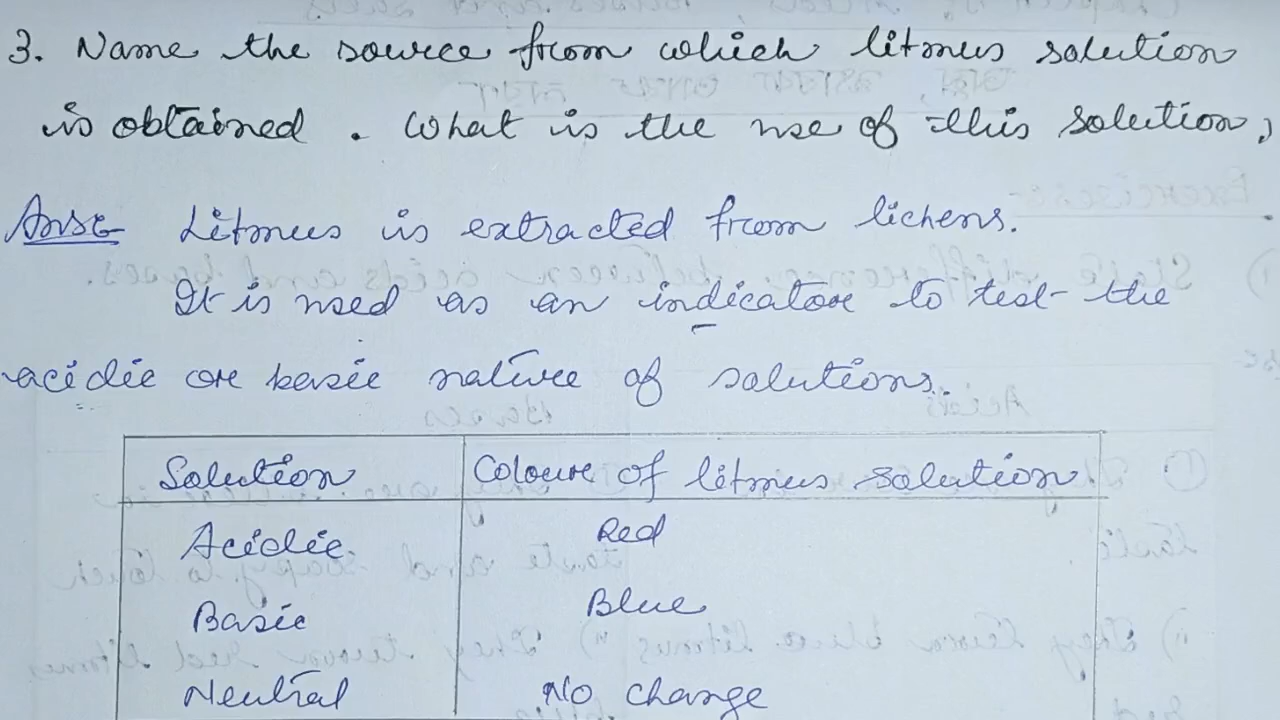 3. Name the source from which litmus solution
is obtained. What is the use of this solution,
Ans:- Litmus is extracted from lichens.
It is used as an indicator to test the
acidic or basic nature of solutions.
Solution Colour of litmus solution
Acidic Red
Basic Blue
Neutral No change